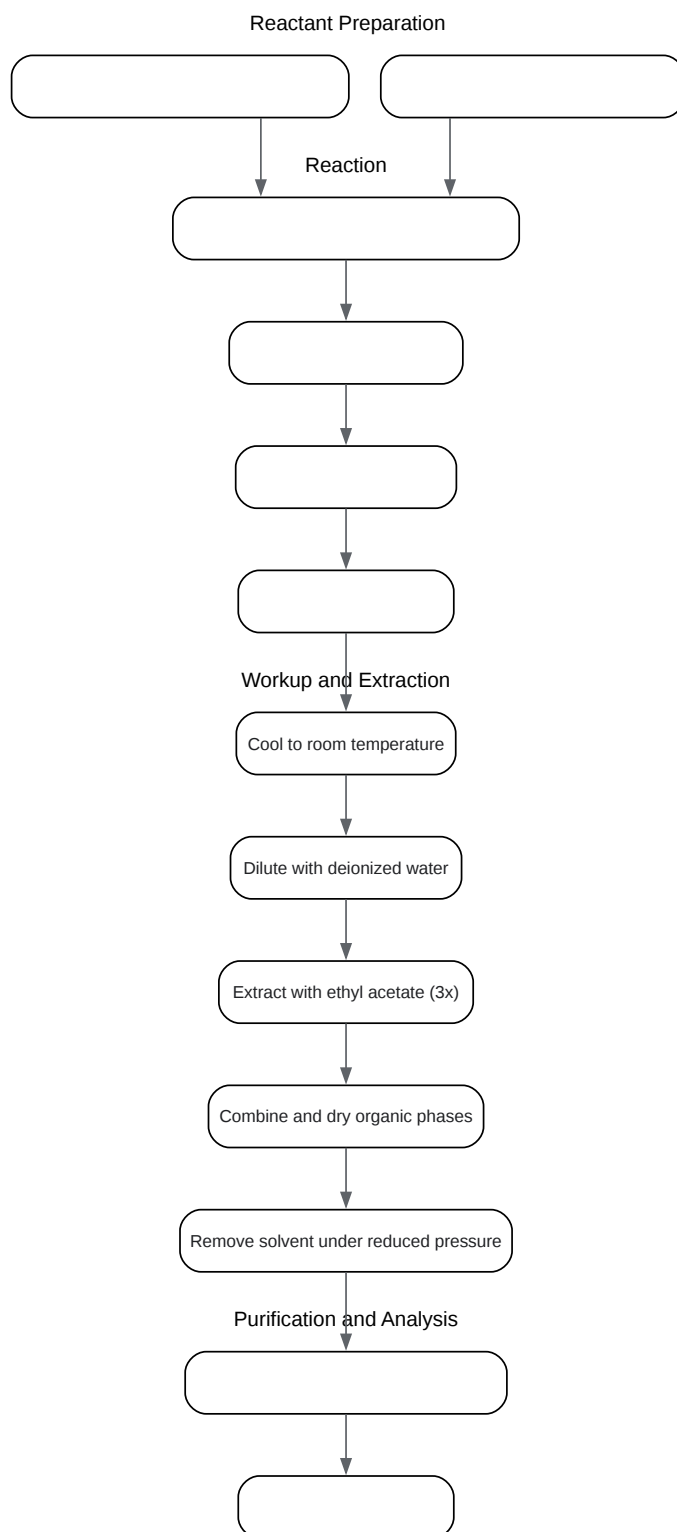 Reactant Preparation
Reaction
Workup and Extraction
Cool to room temperature
Dilute with deionized water
Extract with ethyl acetate (3x)
Combine and dry organic phases
Remove solvent under reduced pressure
Purification and Analysis